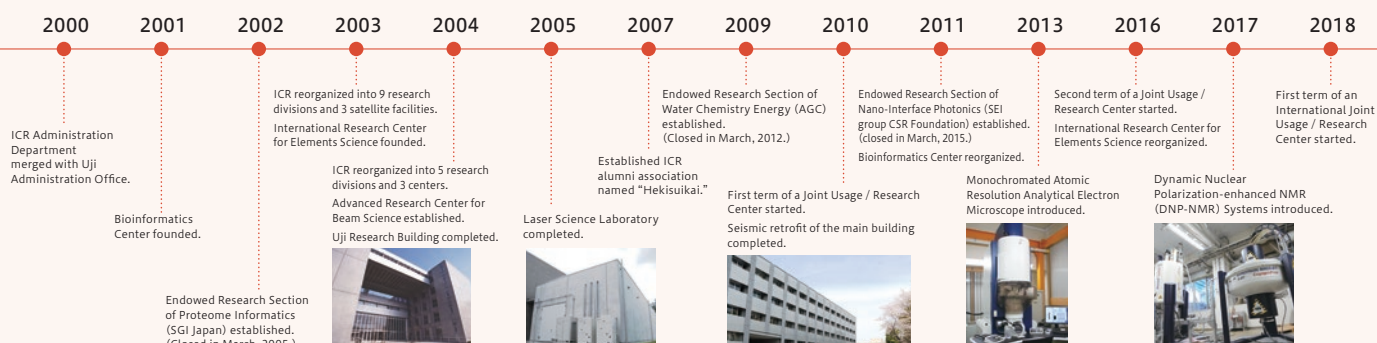 2000
2001
2002
2003
2004
2005
2007
2009
2010
2011
2013
2016
2017
2018
ICR Administration
Department
merged with Uji
Administration Office.
Bioinformatics
Center founded.
Endowed Research Section
of Proteome Informatics
(SGI Japan) established.
(Closed in March, 2005.)
ICR reorganized into 9 research
divisions and 3 satellite facilities.
International Research Center
for Elements Science founded.
ICR reorganized into 5 research
divisions and 3 centers.
Advanced Research Center for
Beam Science established.
Uji Research Building completed.
Laser Science Laboratory
completed.
Established ICR
alumni association
named “Hekisuikai.”
Endowed Research Section of
Water Chemistry Energy (AGC)
established.
(Closed in March, 2012.)
First term of a Joint Usage / Research
Center started.
Seismic retrofit of the main building
completed.
Endowed Research Section of
Nano-Interface Photonics (SEI
group CSR Foundation) established.
(closed in March, 2015.)
Bioinformatics Center reorganized.
Monochromated Atomic
Resolution Analytical Electron
Microscope introduced.
Second term of a Joint Usage /
Research Center started.
International Research Center for
Elements Science reorganized.
Dynamic Nuclear
Polarization-enhanced NMR
(DNP-NMR) Systems introduced.
First term of an
International Joint
Usage / Research
Center started.